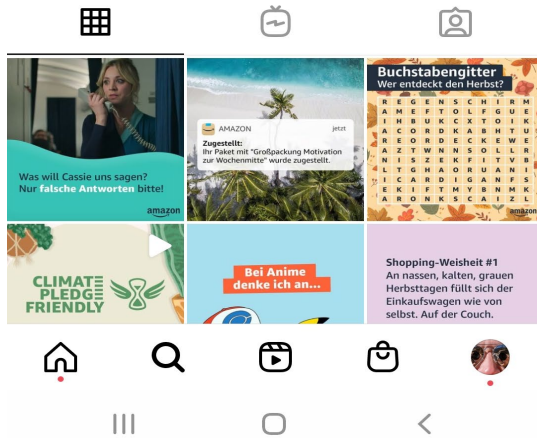 Was will Cassie uns sagen?
Nur falsche Antworten bitte!
amazon
AMAZON jetzt
Zugestellt:
Ihr Paket mit "Großpackung Motivation
zur Wochenmitte" wurde zugestellt.
Buchstabengitter
Wer entdeckt den Herbst?
R E G E N S C H I R M
A M E F T O L F G U E
I H B U K C X T O I K
A C O R D K A B H T U
R E O R D E C K E W E
A Z T W N N S O L L R
N I S Z E K F I T V B
L T G H A O R U A N I
I C A R D I G A N F S
E K I F T M Y B N M K
A R O N K S C A I Z L
amazon
CLIMATE
PLEDGE
FRIENDLY
Bei Anime
denke ich an...
Shopping-Weisheit #1
An nassen, kalten, grauen
Herbsttagen füllt sich der
Einkaufswagen wie von
selbst. Auf der Couch.